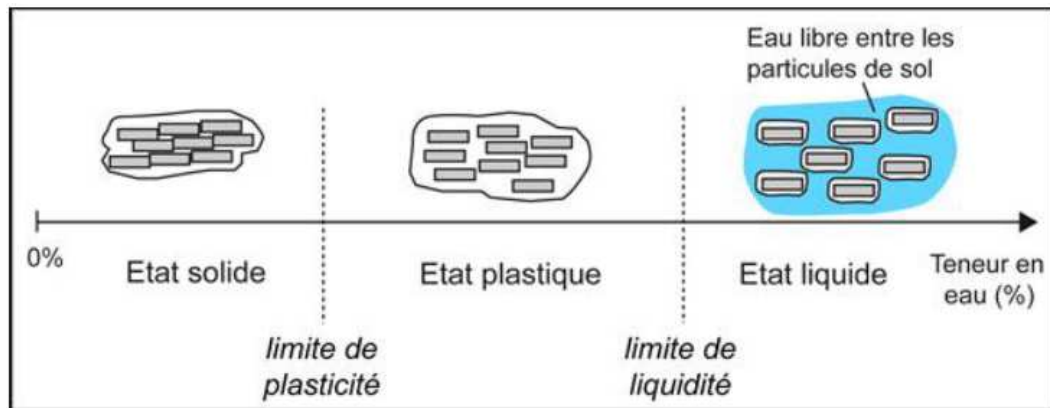 Eau libre entre les
particules de sol
0%
Etat solide
Etat plastique
Etat liquide
Teneur en
eau (%)
limite de
plasticité
limite de
liquidité